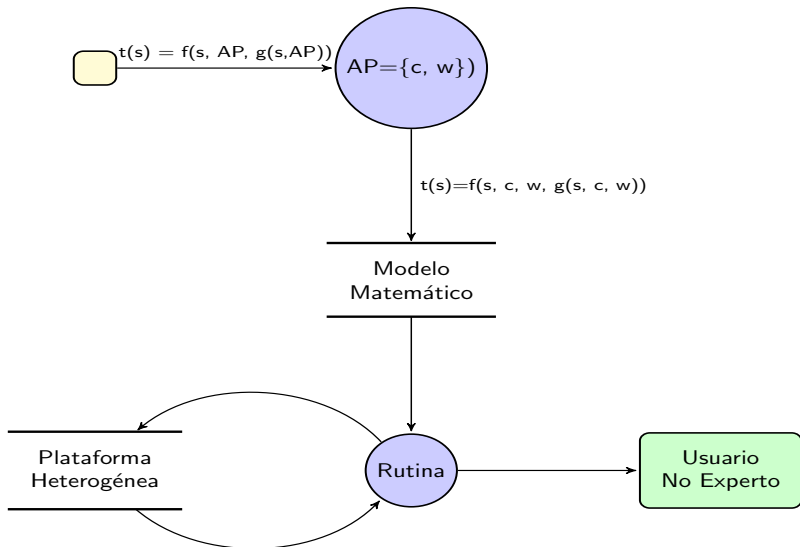 t(s) = f(s, AP, g(s,AP))
AP={c, w})
t(s)=f(s, c, w, g(s, c, w))
Modelo
Matemático
Plataforma
Heterogénea
Rutina
Usuario
No Experto